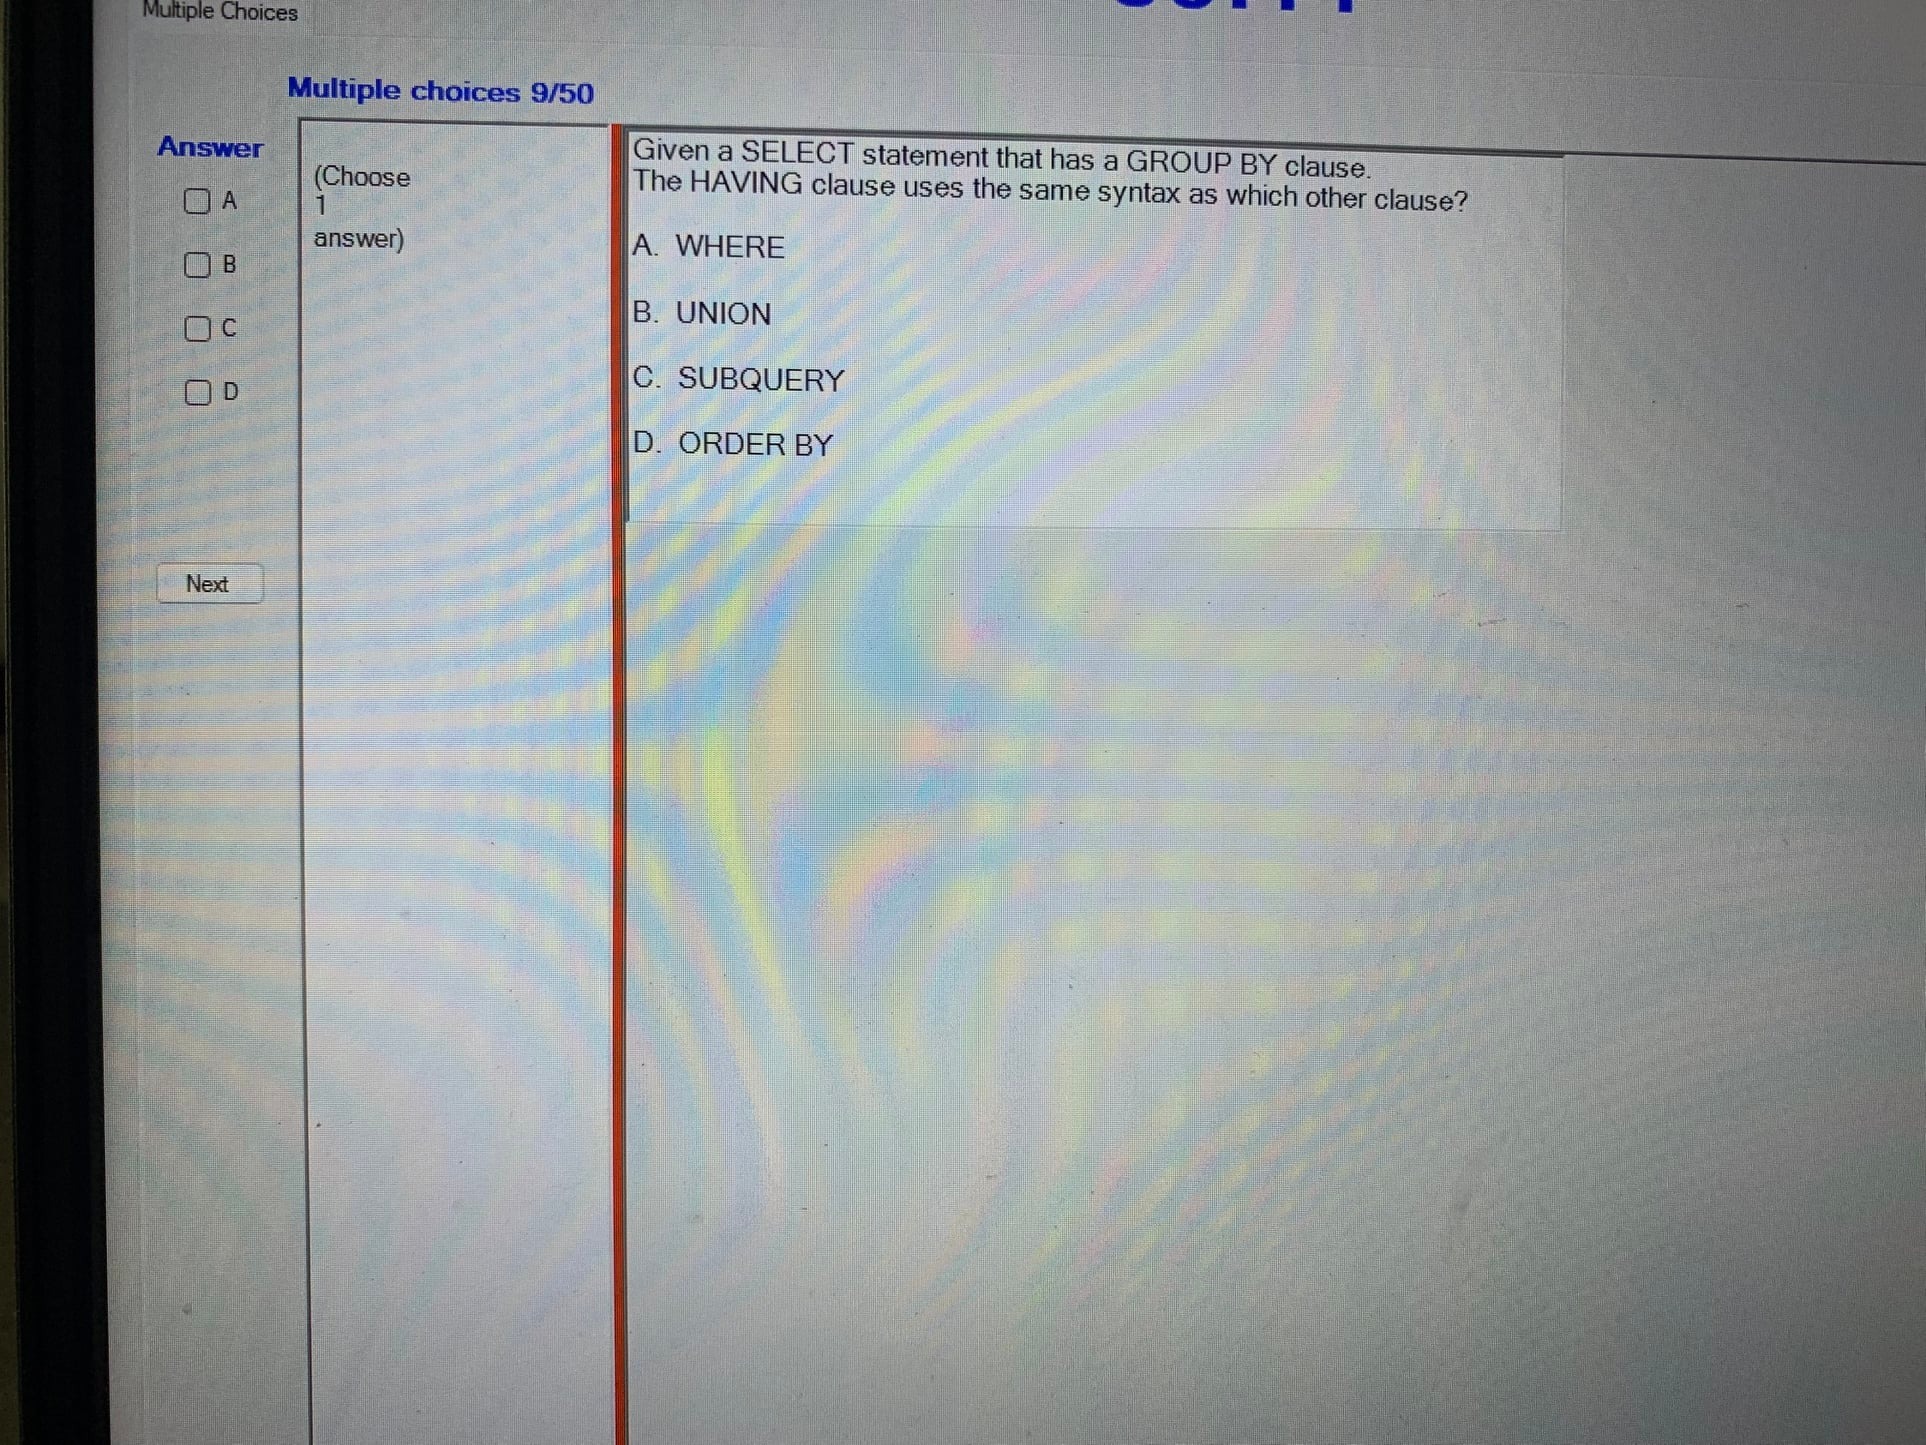 Multiple Choices
Multiple choices 9/50
Answer
A
B
C
D
Next
(Choose
1
answer)
Given a SELECT statement that has a GROUP BY clause.
The HAVING clause uses the same syntax as which other clause?
A. WHERE
B. UNION
C. SUBQUERY
D. ORDER BY